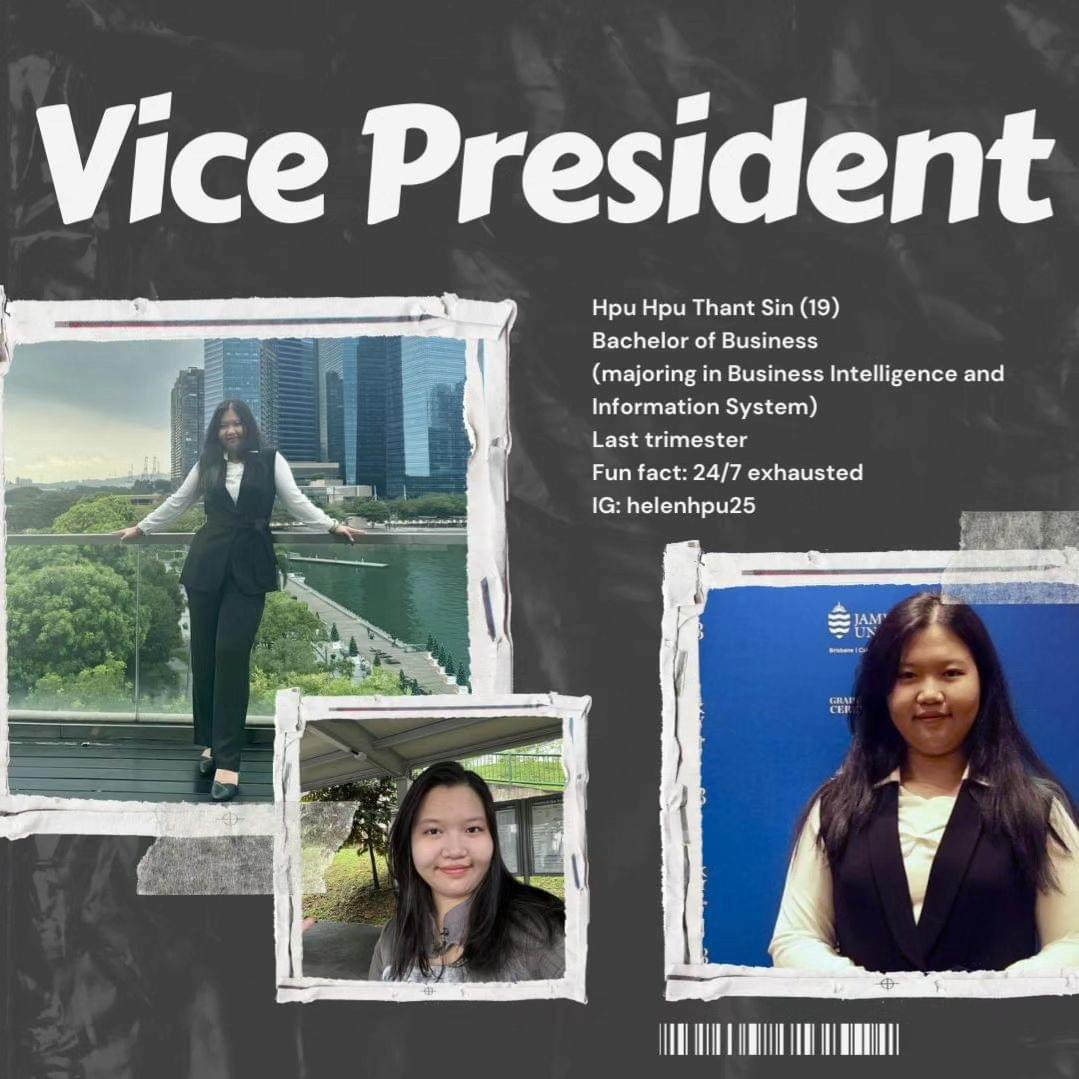 Vice President
Hpu Hpu Thant Sin (19)
Bachelor of Business
(majoring in Business Intelligence and
Information System)
Last trimester
Fun fact: 24/7 exhausted
IG: helenhpu25